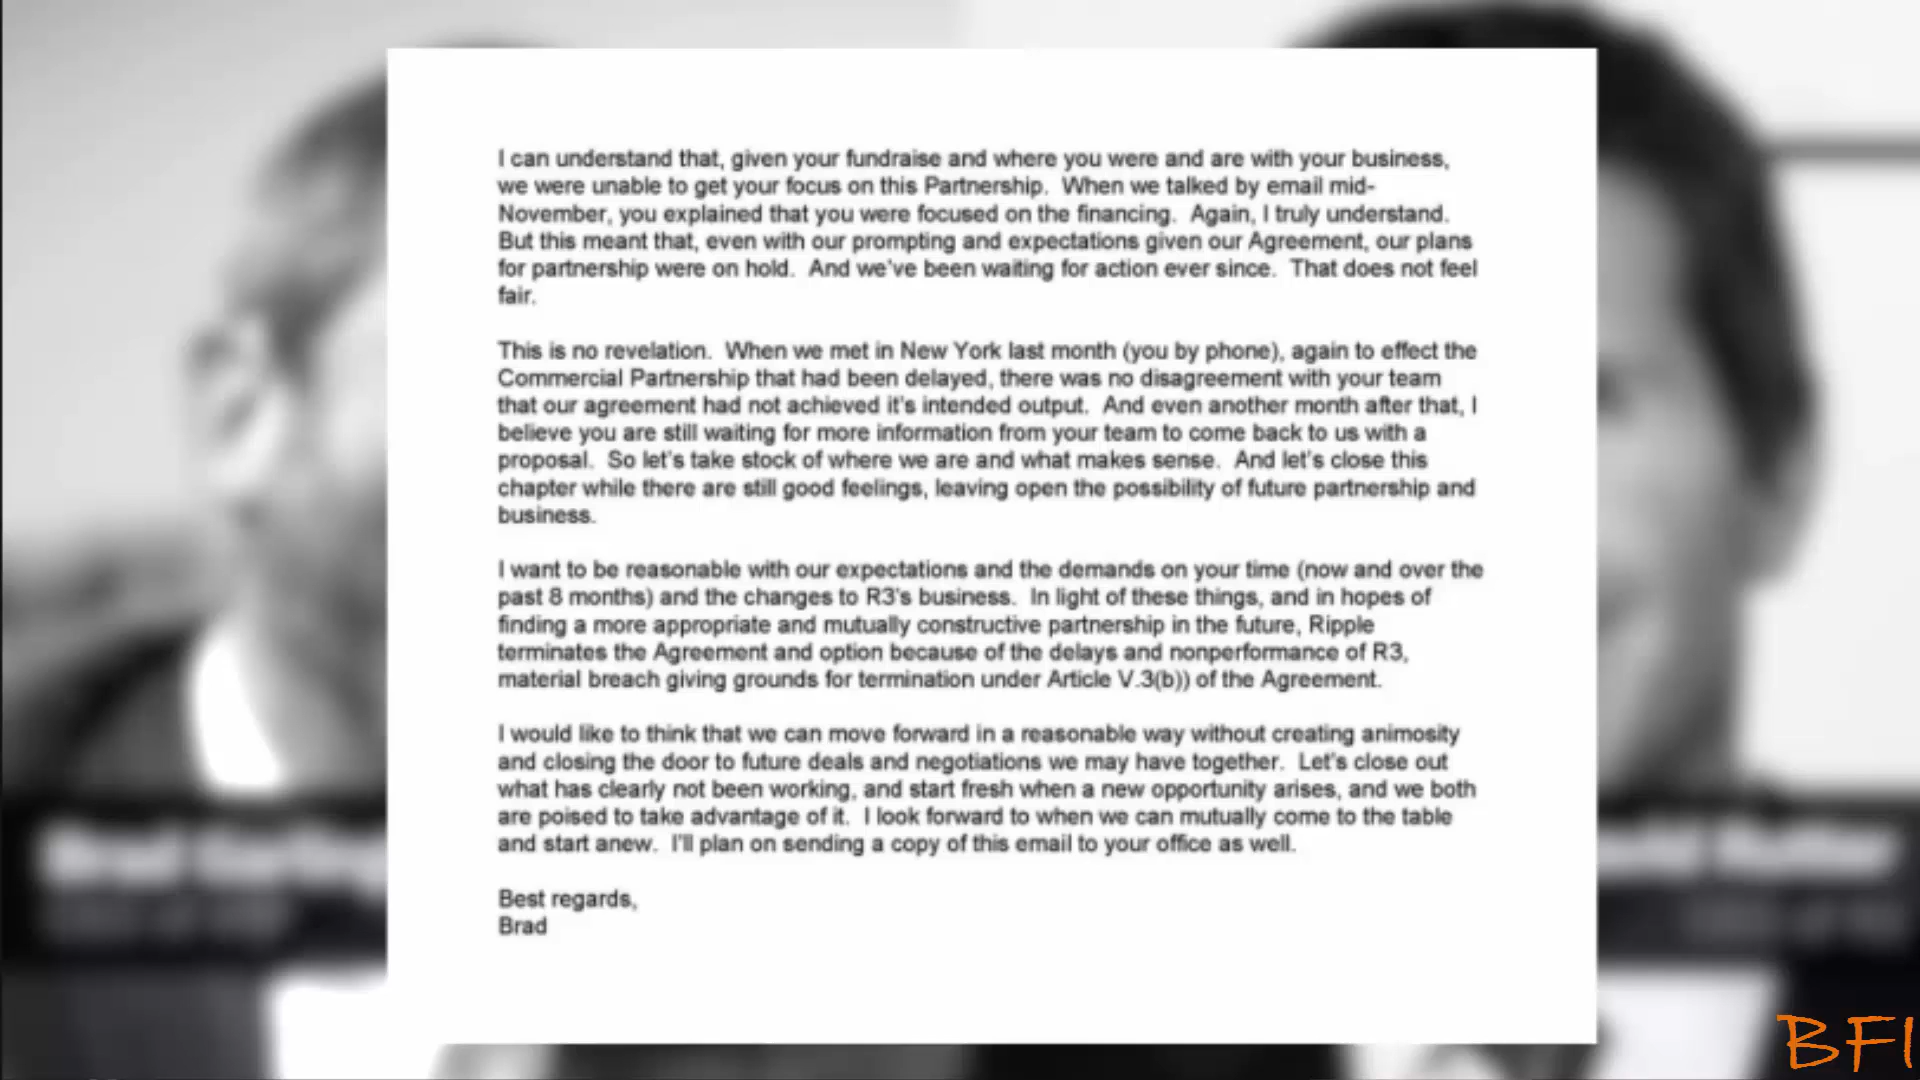 I can understand that, given your fundraise and where you were and are with your business,
we were unable to get your focus on this Partnership.  When we talked by email mid-
November, you explained that you were focused on the financing.  Again, I truly understand.
But this meant that, even with our prompting and expectations given our Agreement, our plans
for partnership were on hold.  And we've been waiting for action ever since.  That does not feel
fair.
This is no revelation.  When we met in New York last month (you by phone), again to effect the
Commercial Partnership that had been delayed, there was no disagreement with your team
that our agreement had not achieved it's intended output.  And even another month after that, I
believe you are still waiting for more information from your team to come back to us with a
proposal.  So let's take stock of where we are and what makes sense.  And let's close this
chapter while there are still good feelings, leaving open the possibility of future partnership and
business.
I want to be reasonable with our expectations and the demands on your time (now and over the
past 8 months) and the changes to R3's business.  In light of these things, and in hopes of
finding a more appropriate and mutually constructive partnership in the future, Ripple
terminates the Agreement and option because of the delays and nonperformance of R3,
material breach giving grounds for termination under Article V.3(b)) of the Agreement.
I would like to think that we can move forward in a reasonable way without creating animosity
and closing the door to future deals and negotiations we may have together.  Let's close out
what has clearly not been working, and start fresh when a new opportunity arises, and we both
are poised to take advantage of it.  I look forward to when we can mutually come to the table
and start anew.  I'll plan on sending a copy of this email to your office as well.
Best regards,
Brad
Brad
BFI